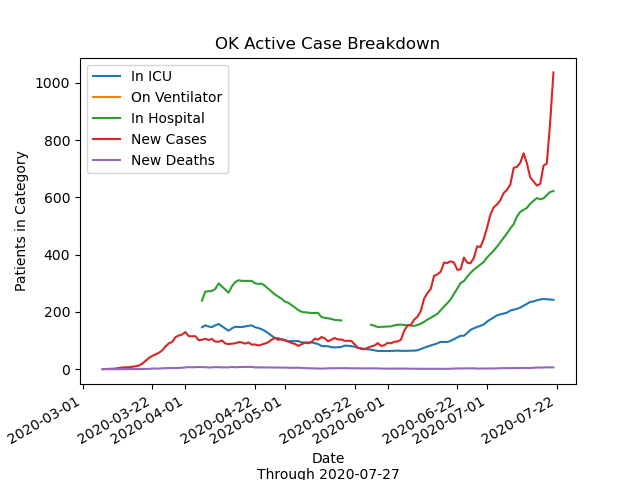 OK Active Case Breakdown
In ICU
On Ventilator
In Hospital
New Cases
New Deaths
Patients in Category
1000
800
600
400
200
0
2020-03-01
2020-03-22
2020-04-01
2020-04-22
2020-05-01
2020-05-22
2020-06-01
2020-06-22
2020-07-01
2020-07-22
Date
Through 2020-07-27